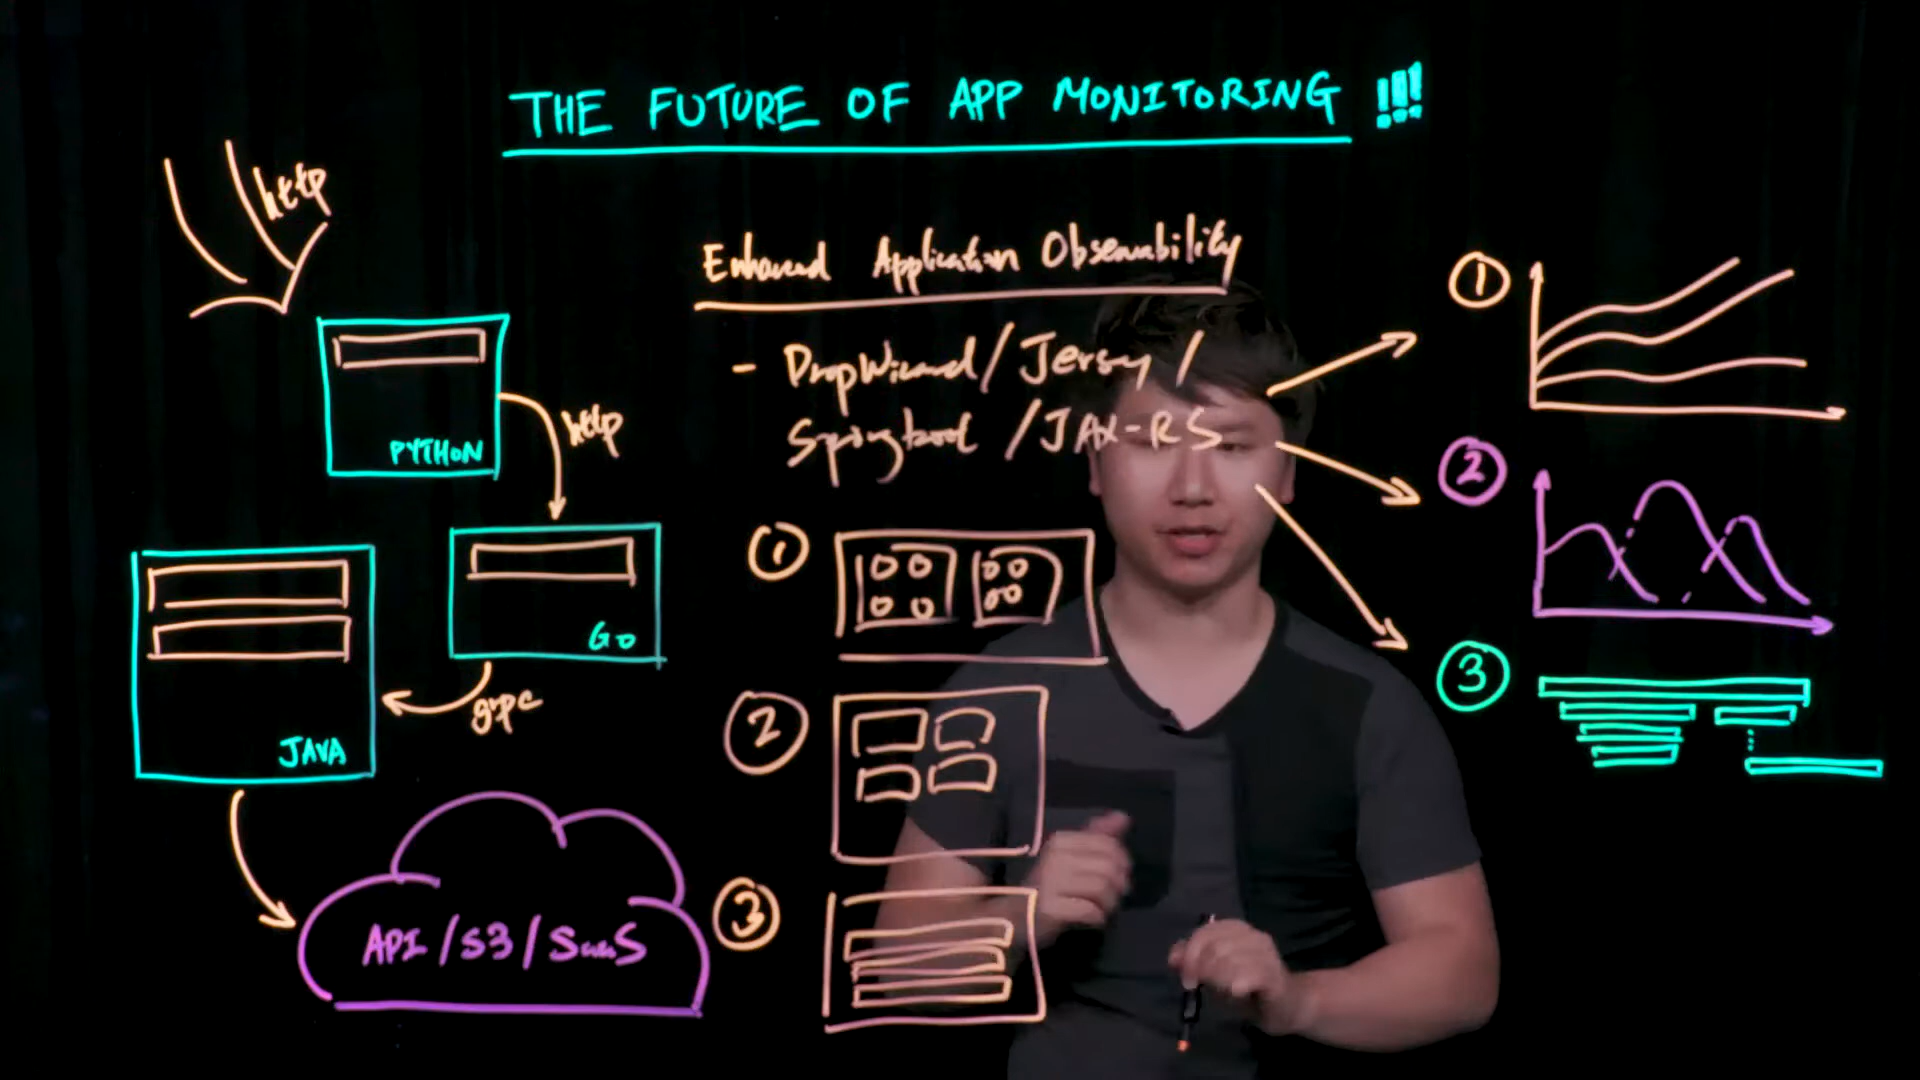 THE FUTURE OF APP MONITORING !!!
http
Enhanced Application Observability
- DropWizard/Jersey/
Springboot/JAX-RS
PYTHON
http
GO
grpc
JAVA
API/S3/SaaS
1
2
3
1
2
3